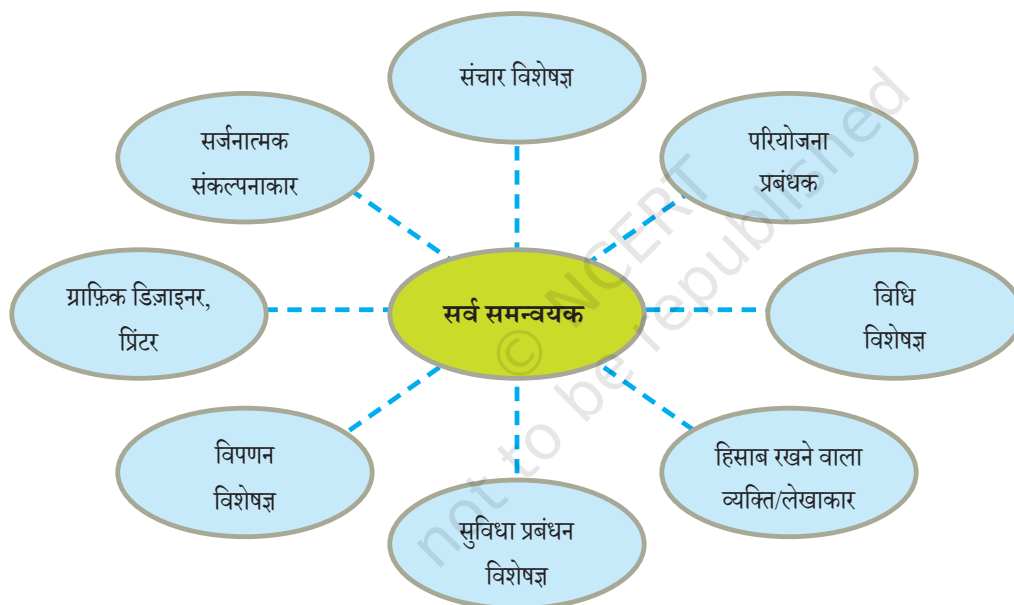 संचार विशेषज्ञ
सर्जनात्मक
संकल्पनाकार
परियोजना
प्रबंधक
ग्राफ़िक डिज़ाइनर,
प्रिंटर
सर्व समन्वयक
विधि
विशेषज्ञ
विपणन
विशेषज्ञ
हिसाब रखने वाला
व्यक्ति/लेखाकार
सुविधा प्रबंधन
विशेषज्ञ
© NCERT
not to be republished